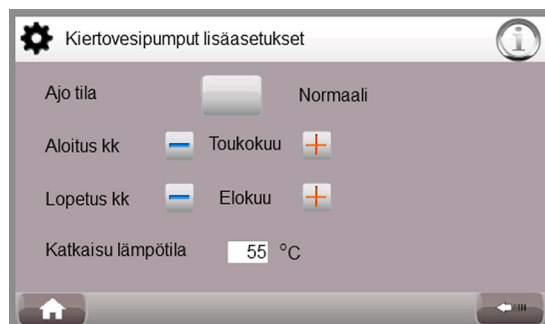 Kiertovesipumput lisäasetukset
Ajo tila Normaali
Aloitus kk Toukokuu
Lopetus kk Elokuu
Katkaisu lämpötila 55 °C